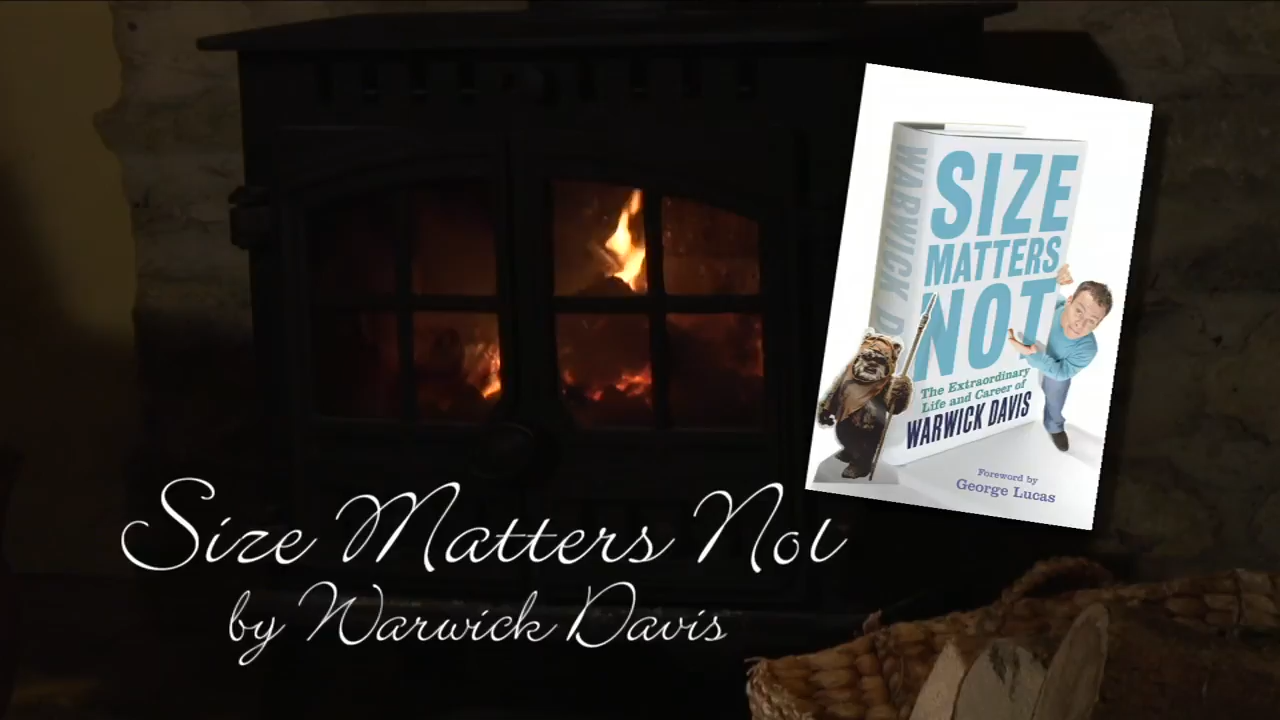 WARWICK D
SIZE
MATTERS
NOT
The Extraordinary
Life and Career of
WARWICK DAVIS
Foreword by
George Lucas
Size Matters Not
by Warwick Davis